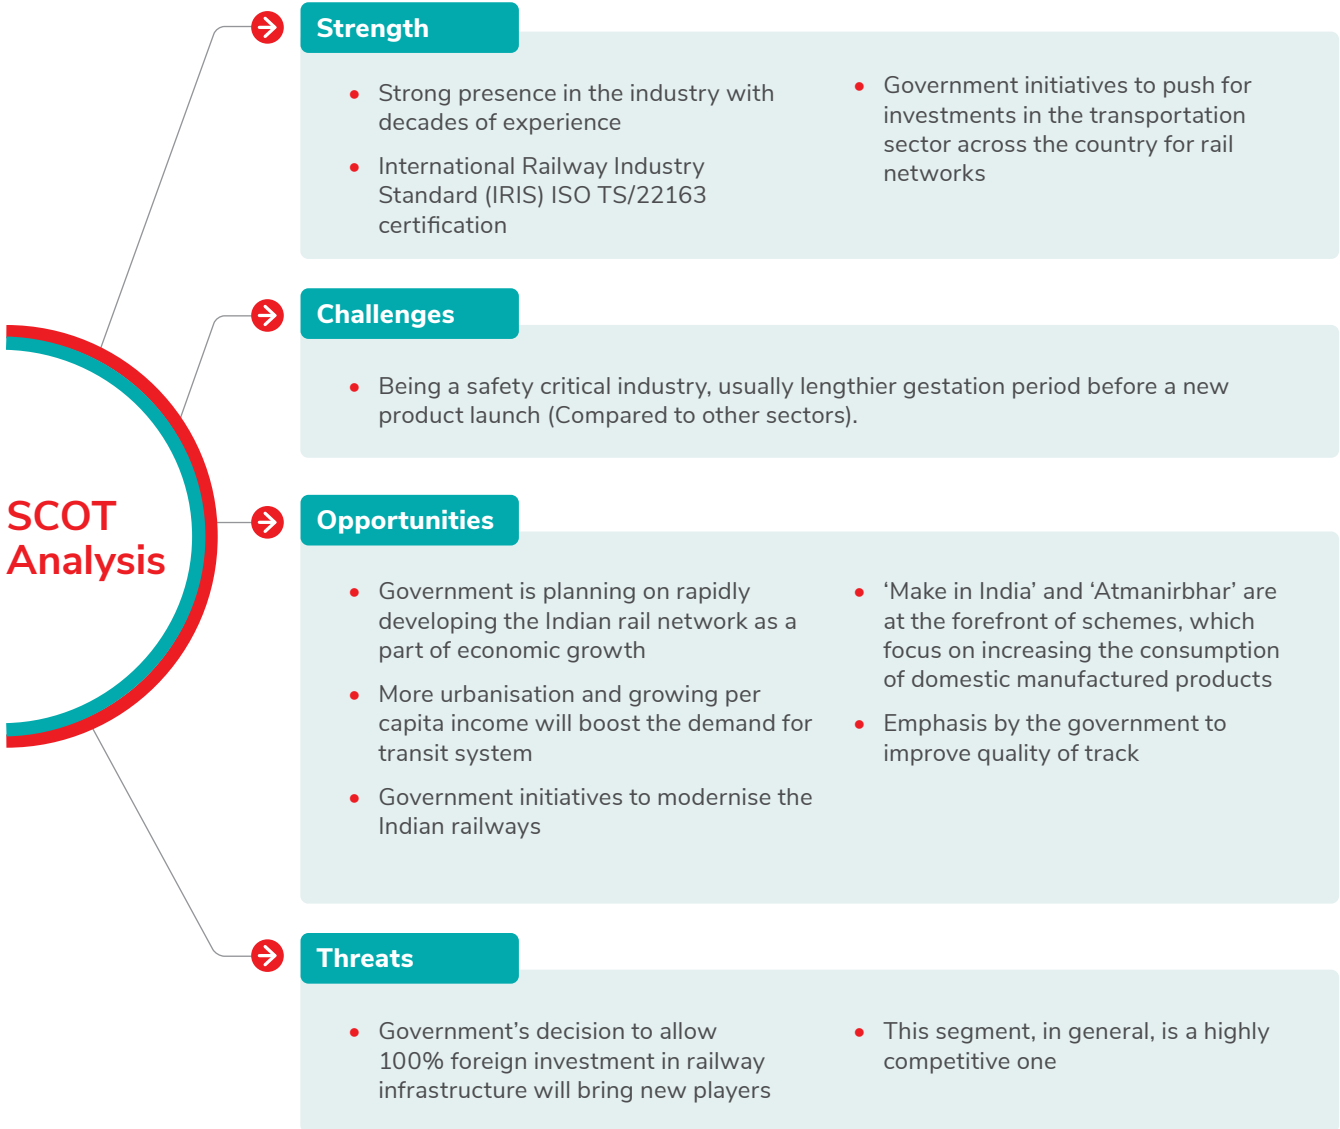 SCOT
Analysis
Strength
Strong presence in the industry with
decades of experience
International Railway Industry
Standard (IRIS) ISO TS/22163
certification
Government initiatives to push for
investments in the transportation
sector across the country for rail
networks
Challenges
Being a safety critical industry, usually lengthier gestation period before a new
product launch (Compared to other sectors).
Opportunities
Government is planning on rapidly
developing the Indian rail network as a
part of economic growth
More urbanisation and growing per
capita income will boost the demand for
transit system
Government initiatives to modernise the
Indian railways
‘Make in India’ and ‘Atmanirbhar’ are
at the forefront of schemes, which
focus on increasing the consumption
of domestic manufactured products
Emphasis by the government to
improve quality of track
Threats
Government’s decision to allow
100% foreign investment in railway
infrastructure will bring new players
This segment, in general, is a highly
competitive one